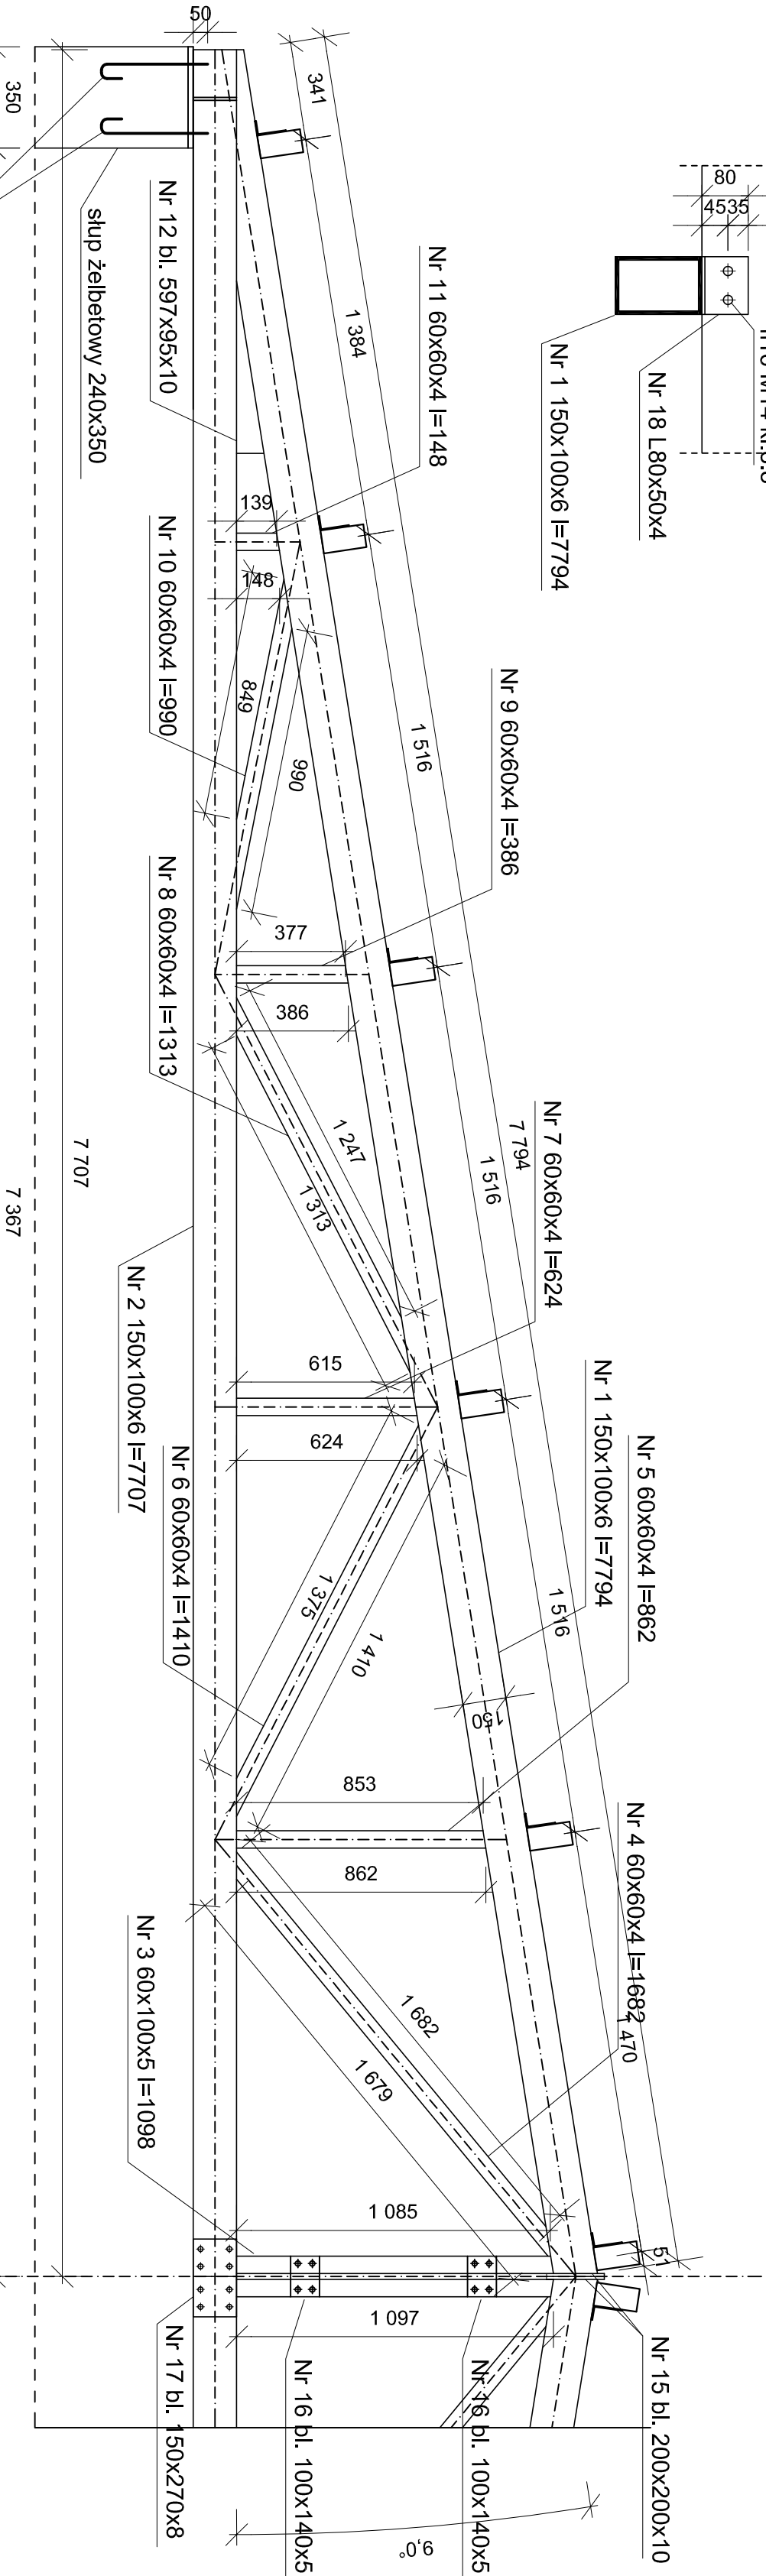 50
350
341
słup żelbetowy 240x350
Nr 12 bl. 597x95x10
80
45
35
Nr 18 L80x50x4
Nr 1 150x100x6 l=7794
Nr 11 60x60x4 l=148
1 384
139
148
Nr 10 60x60x4 l=990
849
990
1 516
Nr 9 60x60x4 l=386
377
386
Nr 8 60x60x4 l=1313
1 247
1 313
7 794
1 516
Nr 7 60x60x4 l=624
7 707
7 367
615
624
Nr 2 150x100x6 l=7707
Nr 1 150x100x6 l=7794
1 516
Nr 5 60x60x4 l=862
Nr 6 60x60x4 l=1410
1 375
1 410
150
853
862
Nr 4 60x60x4 l=1682
1 470
1 682
1 679
Nr 3 60x100x5 l=1098
51
1 085
1 097
Nr 15 bl. 200x200x10
Nr 16 bl. 100x140x5
Nr 16 bl. 100x140x5
Nr 17 bl. 150x270x8
9,0°